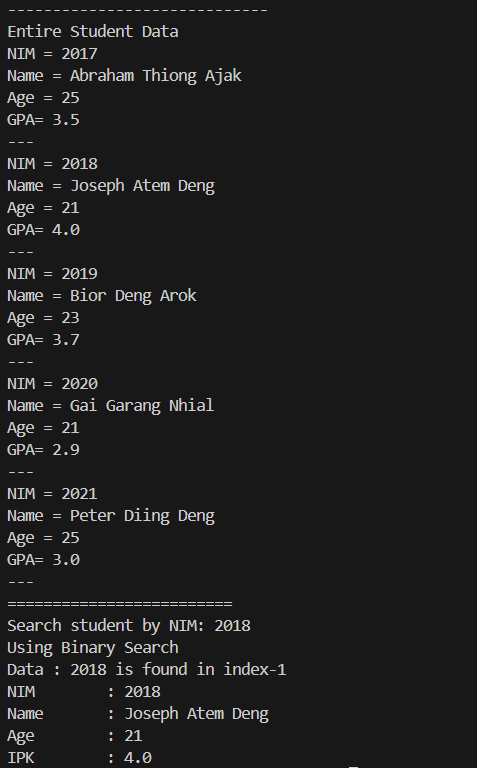 -----------------------------
Entire Student Data
NIM = 2017
Name = Abraham Thiong Ajak
Age = 25
GPA= 3.5
---
NIM = 2018
Name = Joseph Atem Deng
Age = 21
GPA= 4.0
---
NIM = 2019
Name = Bior Deng Arok
Age = 23
GPA= 3.7
---
NIM = 2020
Name = Gai Garang Nhial
Age = 21
GPA= 2.9
---
NIM = 2021
Name = Peter Diing Deng
Age = 25
GPA= 3.0
---
=========================
Search student by NIM: 2018
Using Binary Search
Data : 2018 is found in index-1
NIM        : 2018
Name       : Joseph Atem Deng
Age        : 21
IPK        : 4.0